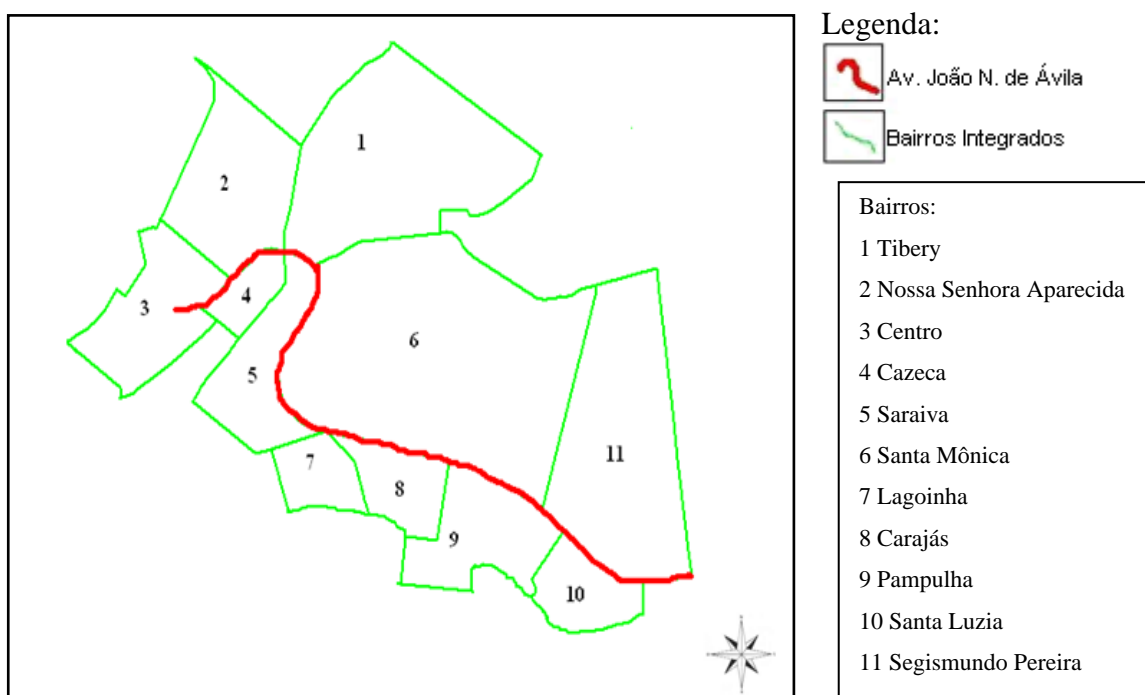 Legenda:
Av. João N. de Ávila
Bairros Integrados
Bairros:
1 Tibery
2 Nossa Senhora Aparecida
3 Centro
4 Cazeca
5 Saraiva
6 Santa Mônica
7 Lagoinha
8 Carajás
9 Pampulha
10 Santa Luzia
11 Segismundo Pereira
1
2
3
4
5
6
7
8
9
10
11